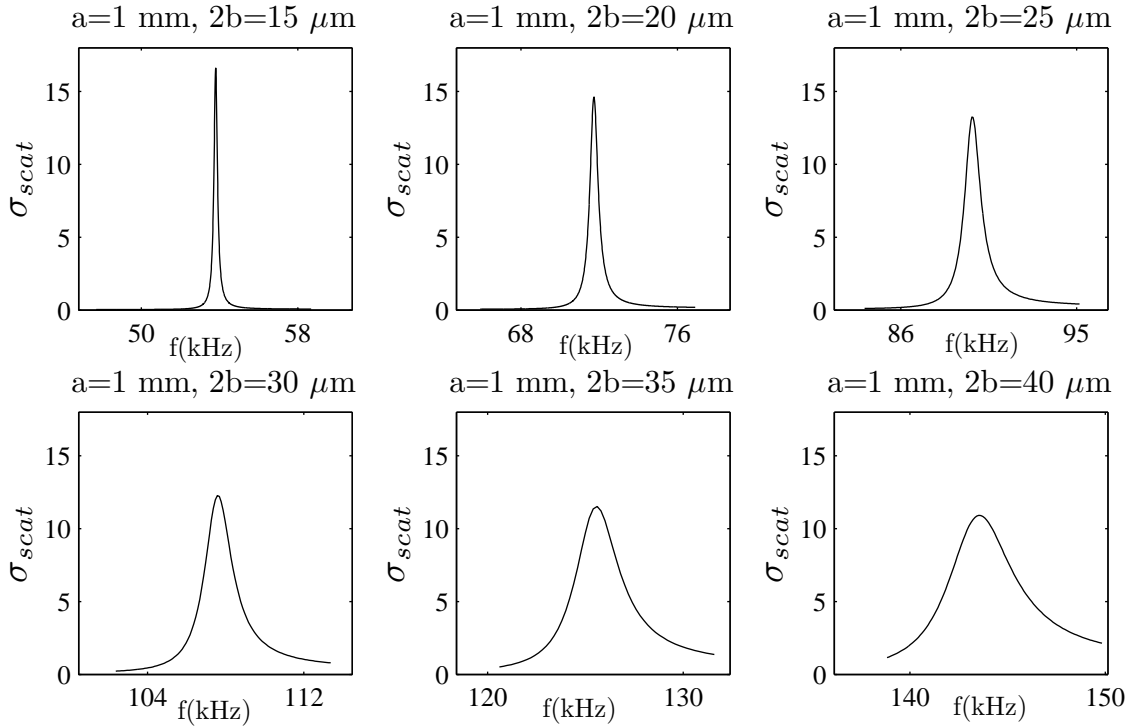 a=1 mm, 2b=15 μm
σscat
15
10
5
0
50
58
f(kHz)
a=1 mm, 2b=20 μm
σscat
15
10
5
0
68
76
f(kHz)
a=1 mm, 2b=25 μm
σscat
15
10
5
0
86
95
f(kHz)
a=1 mm, 2b=30 μm
σscat
15
10
5
0
104
112
f(kHz)
a=1 mm, 2b=35 μm
σscat
15
10
5
0
120
130
f(kHz)
a=1 mm, 2b=40 μm
σscat
15
10
5
0
140
150
f(kHz)